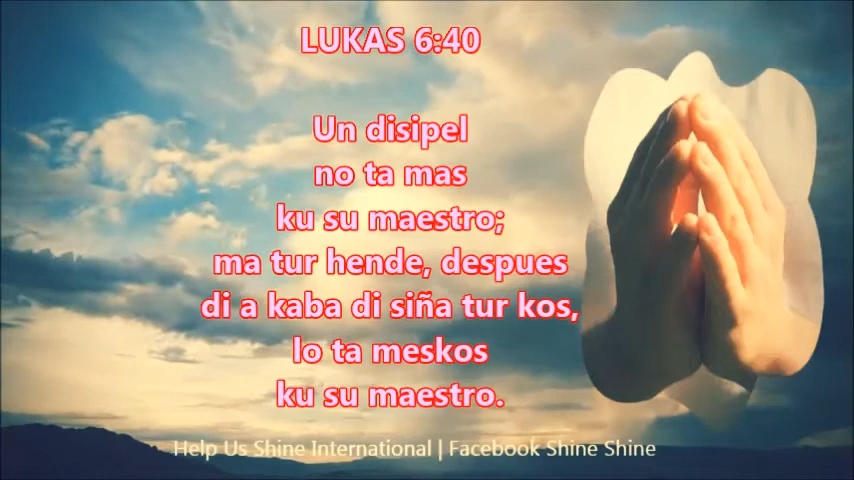 LUKAS 6:40
Un disipel
no ta mas
ku su maestro;
ma tur hende, despues
di a kaba di siña tur kos,
lo ta meskos
ku su maestro.
Help Us Shine International | Facebook Shine Shine